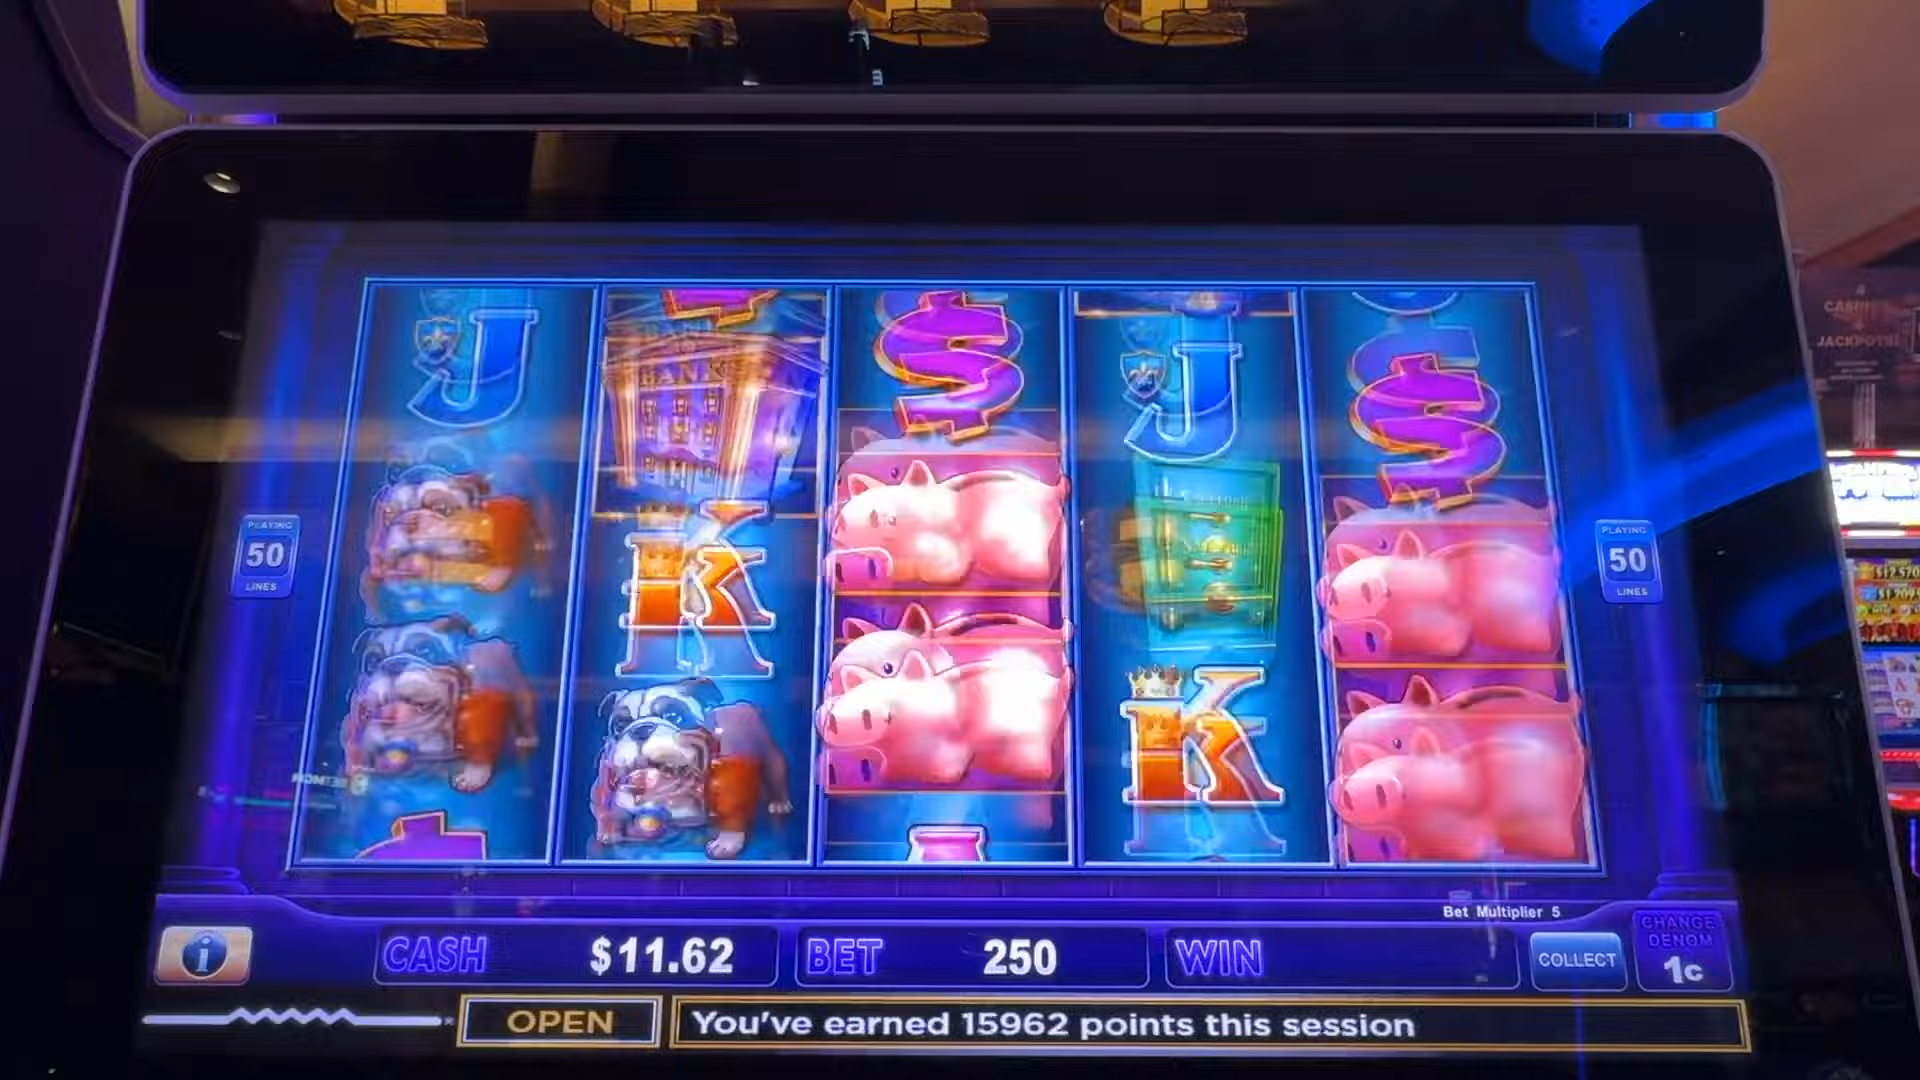 J
BANK
$
J
$
PLAYING
50
LINES
K
PLAYING
50
LINES
K
Bet Multiplier 5
CASH $11.62
BET 250
WIN
COLLECT
CHANGE
DENOM
1c
OPEN
You've earned 15962 points this session
JACKPOTS!